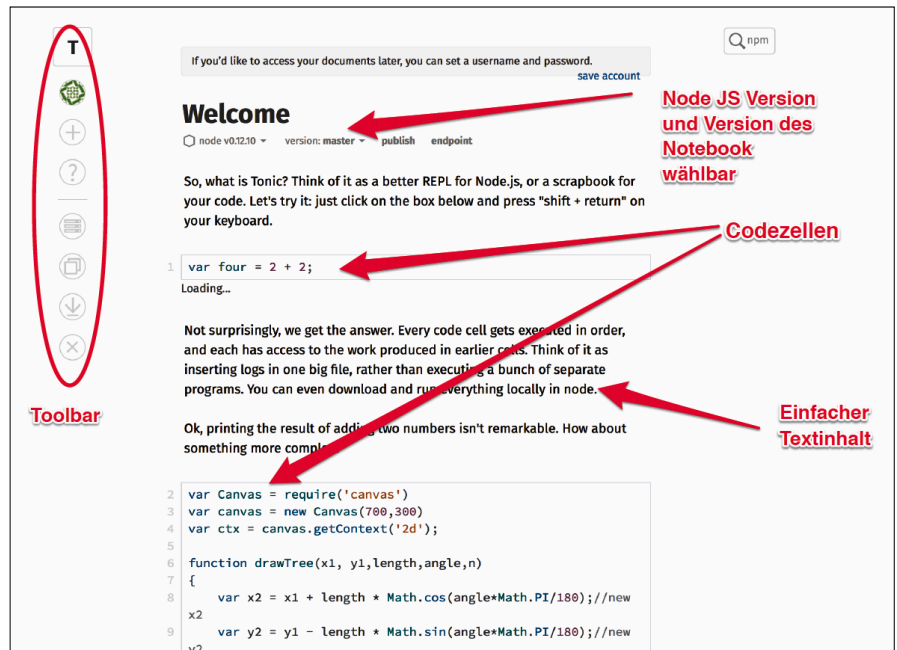 T
npm
If you'd like to access your documents later, you can set a username and password.
save account
Welcome
node v0.12.10
version: master
publish
endpoint
Node JS Version
und Version des
Notebook
wählbar
So, what is Tonic? Think of it as a better REPL for Node.js, or a scrapbook for
your code. Let's try it: just click on the box below and press "shift + return" on
your keyboard.
Codezellen
1 var four = 2 + 2;
Loading...
Not surprisingly, we get the answer. Every code cell gets executed in order,
and each has access to the work produced in earlier cells. Think of it as
inserting logs in one big file, rather than executing a bunch of separate
programs. You can even download and run everything locally in node.
Toolbar
Einfacher
Textinhalt
Ok, printing the result of adding two numbers isn't remarkable. How about
something more
2 var Canvas = require('canvas')
3 var canvas = new Canvas(700,300)
4 var ctx = canvas.getContext('2d');
5
6 function drawTree(x1, y1,length,angle,n)
7 {
8 var x2 = x1 + length * Math.cos(angle*Math.PI/180);//new
x2
9 var y2 = y1 - length * Math.sin(angle*Math.PI/180);//new
y2